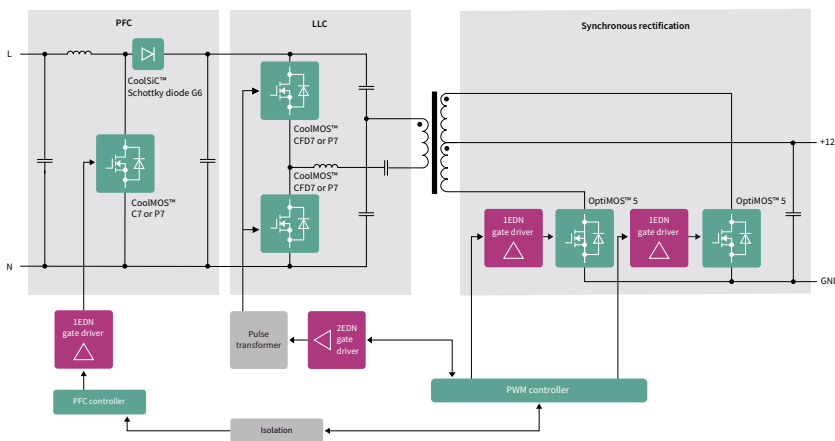 PFC
LLC
Synchronous rectification
L
CoolSiC™
Schottky diode G6
CoolMOS™
CFD7 or P7
CoolMOS™
CFD7 or P7
CoolMOS™
C7 or P7
+12
OptiMOS™ 5
OptiMOS™ 5
1EDN
gate driver
1EDN
gate driver
N
GND
1EDN
gate driver
Pulse
transformer
2EDN
gate
driver
PFC controller
PWM controller
Isolation